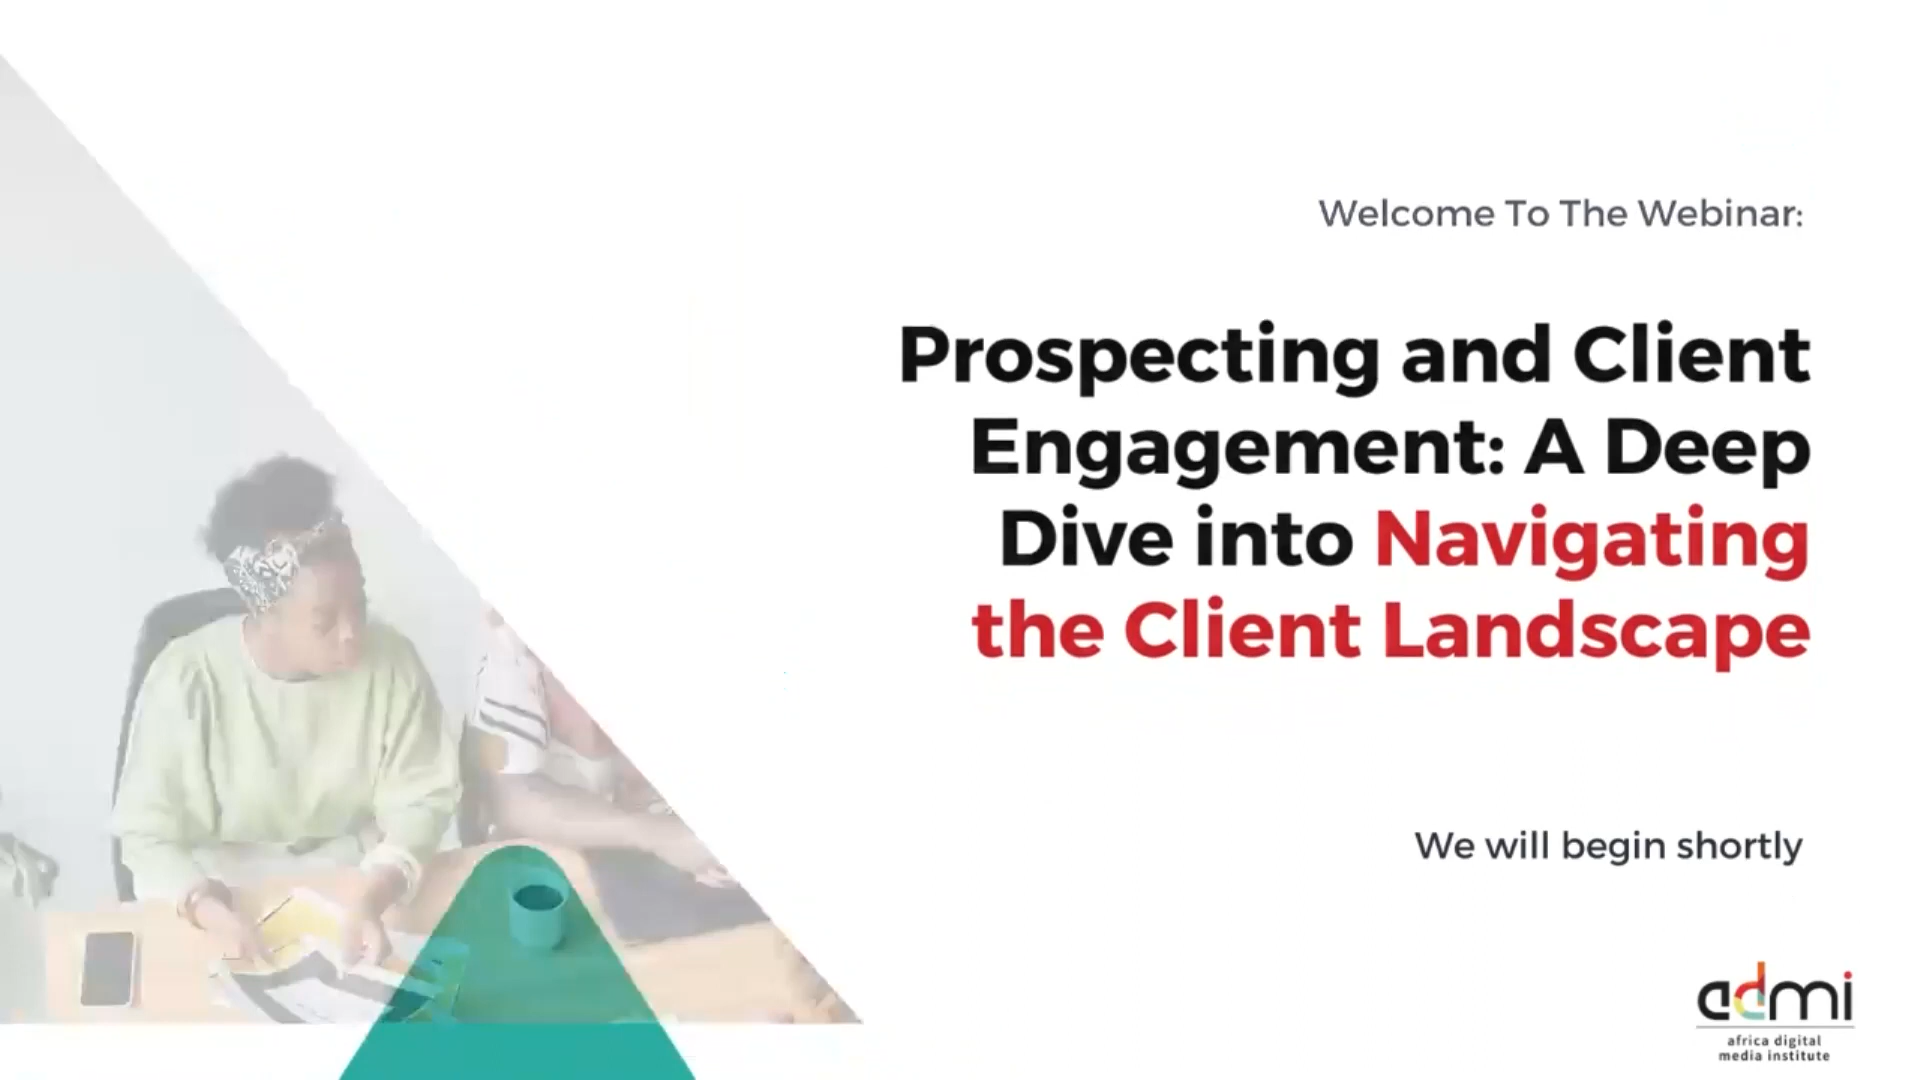 Welcome To The Webinar:
Prospecting and Client
Engagement: A Deep
Dive into Navigating
the Client Landscape
We will begin shortly
admi
africa digital
media institute